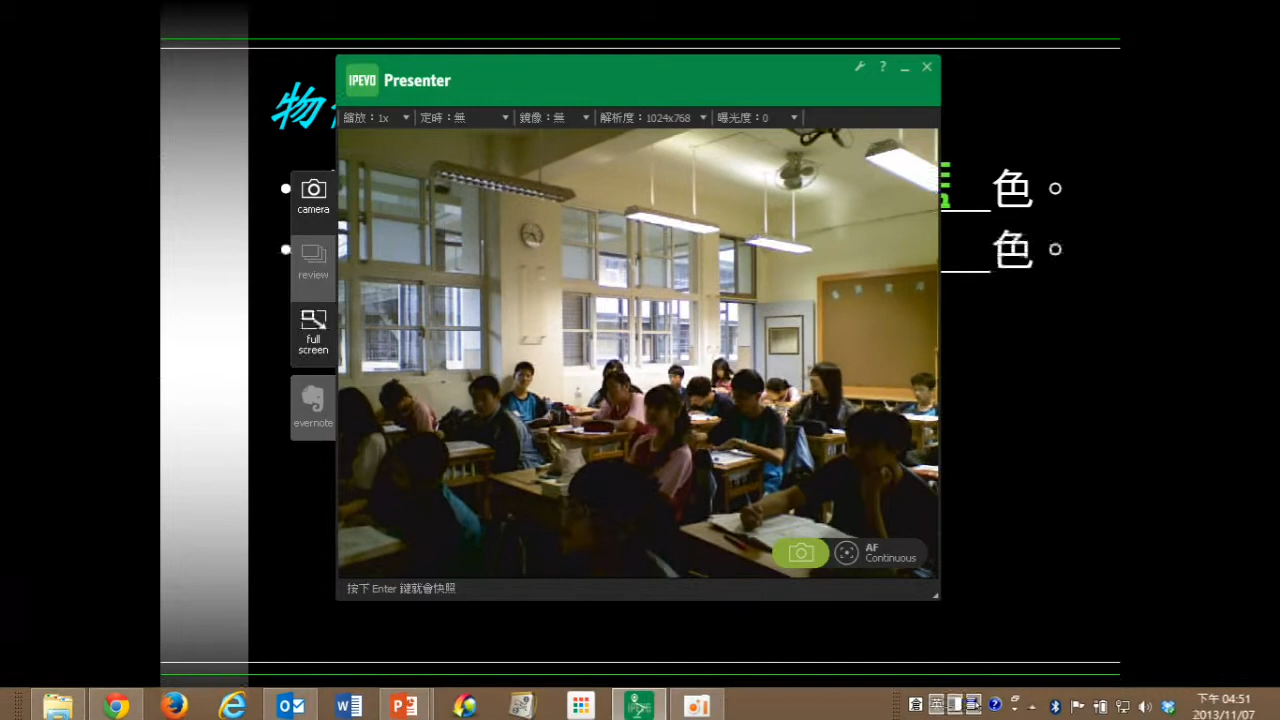 IPEVO Presenter
縮放：1x 定時：無 鏡像：無 解析度：1024x768 曝光度：0
物
camera
review
full
screen
evernote
色。
色。
AF
Continuous
按下 Enter 鍵就會快照
下午 04:51
2013/11/07